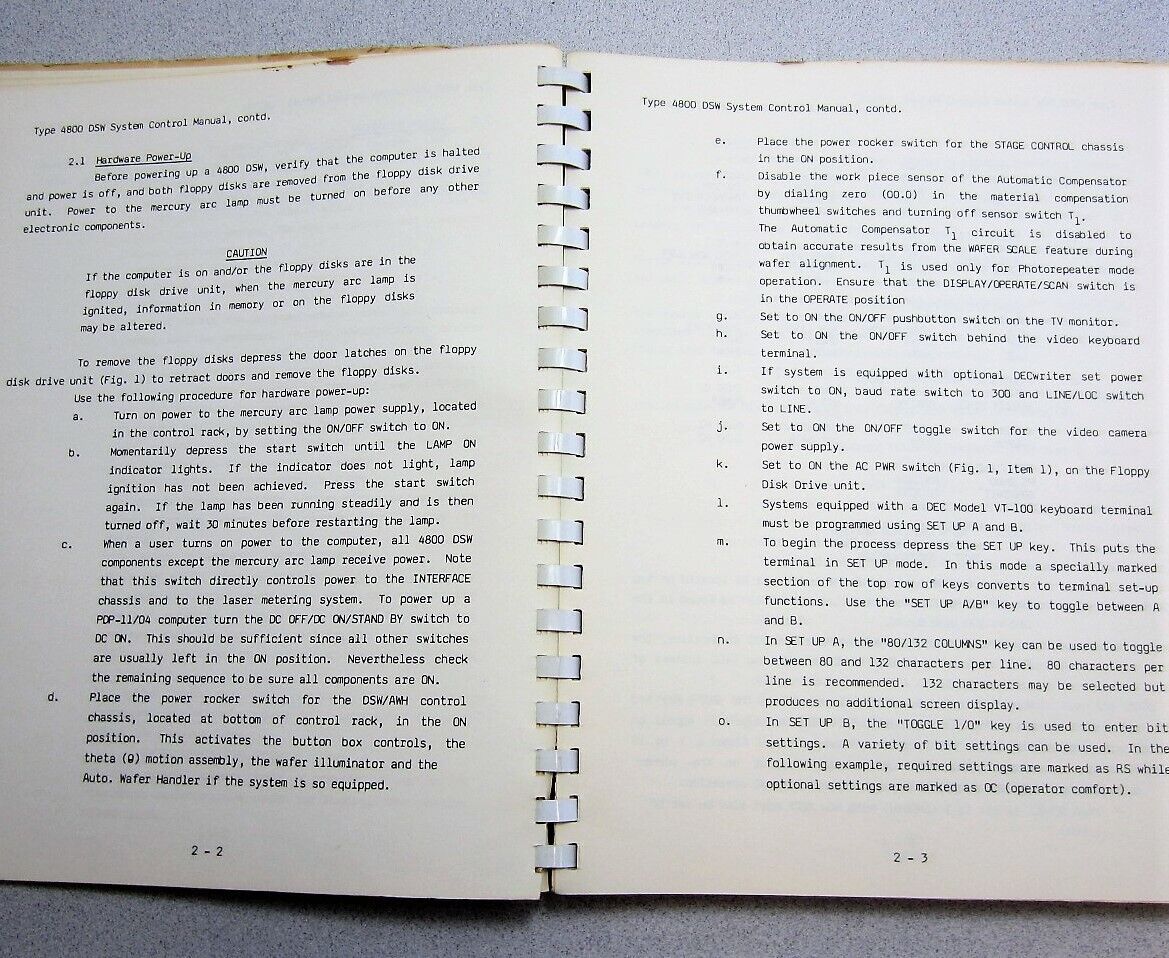 Type 4800 DSW System Control Manual, contd.
2.1 Hardware Power-Up
Before powering up a 4800 DSW, verify that the computer is halted
and power is off, and both floppy disks are removed from the floppy disk drive
unit. Power to the mercury arc lamp must be turned on before any other
electronic components.
CAUTION
If the computer is on and/or the floppy disks are in the
floppy disk drive unit, when the mercury arc lamp is
ignited, information in memory or on the floppy disks
may be altered.
To remove the floppy disks depress the door latches on the floppy
disk drive unit (Fig. 1) to retract doors and remove the floppy disks.
Use the following procedure for hardware power-up:
a. Turn on power to the mercury arc lamp power supply, located
in the control rack, by setting the ON/OFF switch to ON.
b. Momentarily depress the start switch until the LAMP ON
indicator lights. If the indicator does not light, lamp
ignition has not been achieved. Press the start switch
again. If the lamp has been running steadily and is then
turned off, wait 30 minutes before restarting the lamp.
c. When a user turns on power to the computer, all 4800 DSW
components except the mercury arc lamp receive power. Note
that this switch directly controls power to the INTERFACE
chassis and to the laser metering system. To power up a
PDP-11/04 computer turn the DC OFF/DC ON/STAND BY switch to
DC ON. This should be sufficient since all other switches
are usually left in the ON position. Nevertheless check
the remaining sequence to be sure all components are ON.
d. Place the power rocker switch for the DSW/AWH control
chassis, located at bottom of control rack, in the ON
position. This activates the button box controls, the
theta (θ) motion assembly, the wafer illuminator and the
Auto. Wafer Handler if the system is so equipped.
2 - 2
Type 4800 DSW System Control Manual, contd.
e. Place the power rocker switch for the STAGE CONTROL chassis
in the ON position.
f. Disable the work piece sensor of the Automatic Compensator
by dialing zero (00.0) in the material compensation
thumbwheel switches and turning off sensor switch T1.
The Automatic Compensator T1 circuit is disabled to
obtain accurate results from the WAFER SCALE feature during
wafer alignment. T1 is used only for Photorepeater mode
operation. Ensure that the DISPLAY/OPERATE/SCAN switch is
in the OPERATE position
g. Set to ON the ON/OFF pushbutton switch on the TV monitor.
h. Set to ON the ON/OFF switch behind the video keyboard
terminal.
i. If system is equipped with optional DECwriter set power
switch to ON, baud rate switch to 300 and LINE/LOC switch
to LINE.
j. Set to ON the ON/OFF toggle switch for the video camera
power supply.
k. Set to ON the AC PWR switch (Fig. 1, Item 1), on the Floppy
Disk Drive unit.
l. Systems equipped with a DEC Model VT-100 keyboard terminal
must be programmed using SET UP A and B.
m. To begin the process depress the SET UP key. This puts the
terminal in SET UP mode. In this mode a specially marked
section of the top row of keys converts to terminal set-up
functions. Use the "SET UP A/B" key to toggle between A
and B.
n. In SET UP A, the "80/132 COLUMNS" key can be used to toggle
between 80 and 132 characters per line. 80 characters per
line is recommended. 132 characters may be selected but
produces no additional screen display.
o. In SET UP B, the "TOGGLE 1/0" key is used to enter bit
settings. A variety of bit settings can be used. In the
following example, required settings are marked as RS while
optional settings are marked as OC (operator comfort).
2 - 3